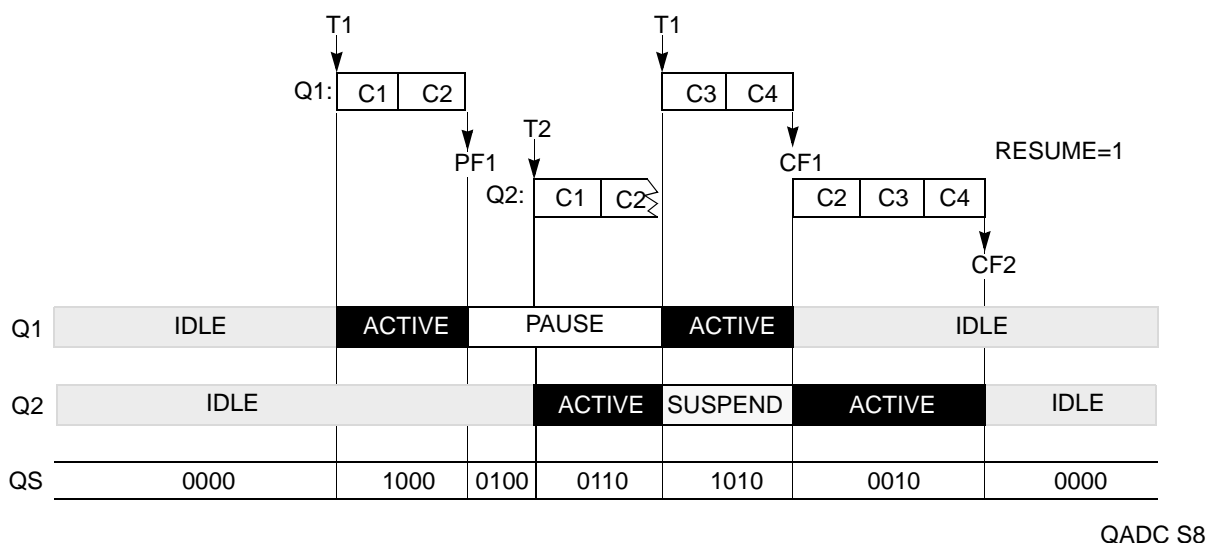 T1 T1
Q1: C1 C2 C3 C4
T2
PF1 CF1 RESUME=1
Q2: C1 C2 C2 C3 C4
CF2
Q1 IDLE ACTIVE PAUSE ACTIVE IDLE
Q2 IDLE ACTIVE SUSPEND ACTIVE IDLE
QS 0000 1000 0100 0110 1010 0010 0000
QADC S8